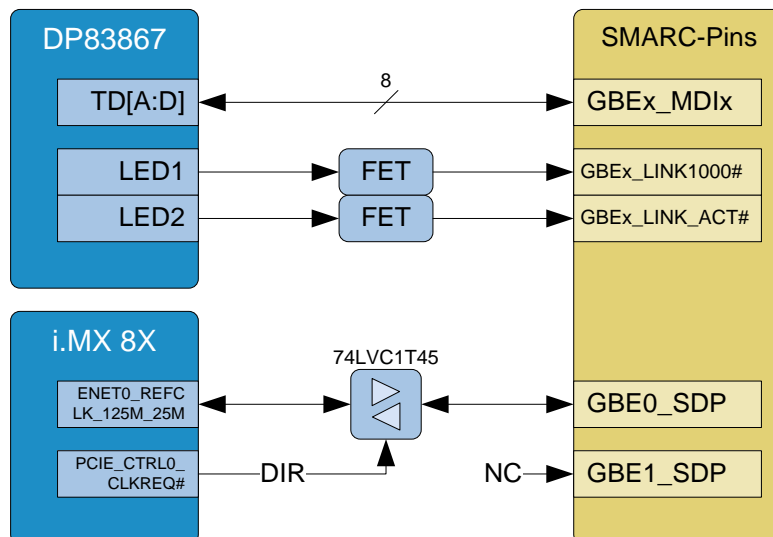 DP83867
SMARC-Pins
TD[A:D]
8
GBEx_MDIx
LED1
FET
GBEx_LINK1000#
LED2
FET
GBEx_LINK_ACT#
i.MX 8X
74LVC1T45
ENET0_REFC
LK_125M_25M
GBE0_SDP
PCIE_CTRL0_
CLKREQ#
DIR
NC
GBE1_SDP